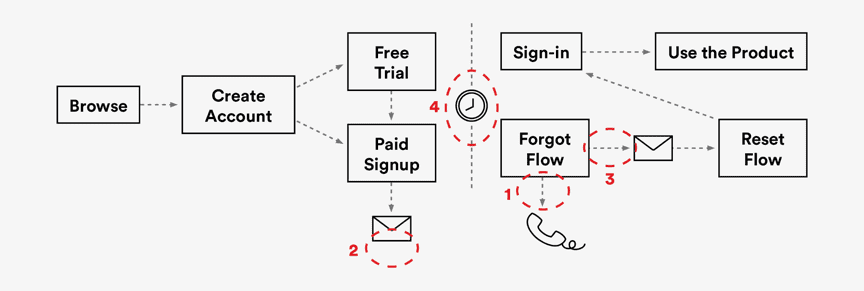 Browse
Create
Account
Free
Trial
Paid
Signup
2
4
Sign-in
Use the Product
Forgot
Flow
1
3
Reset
Flow